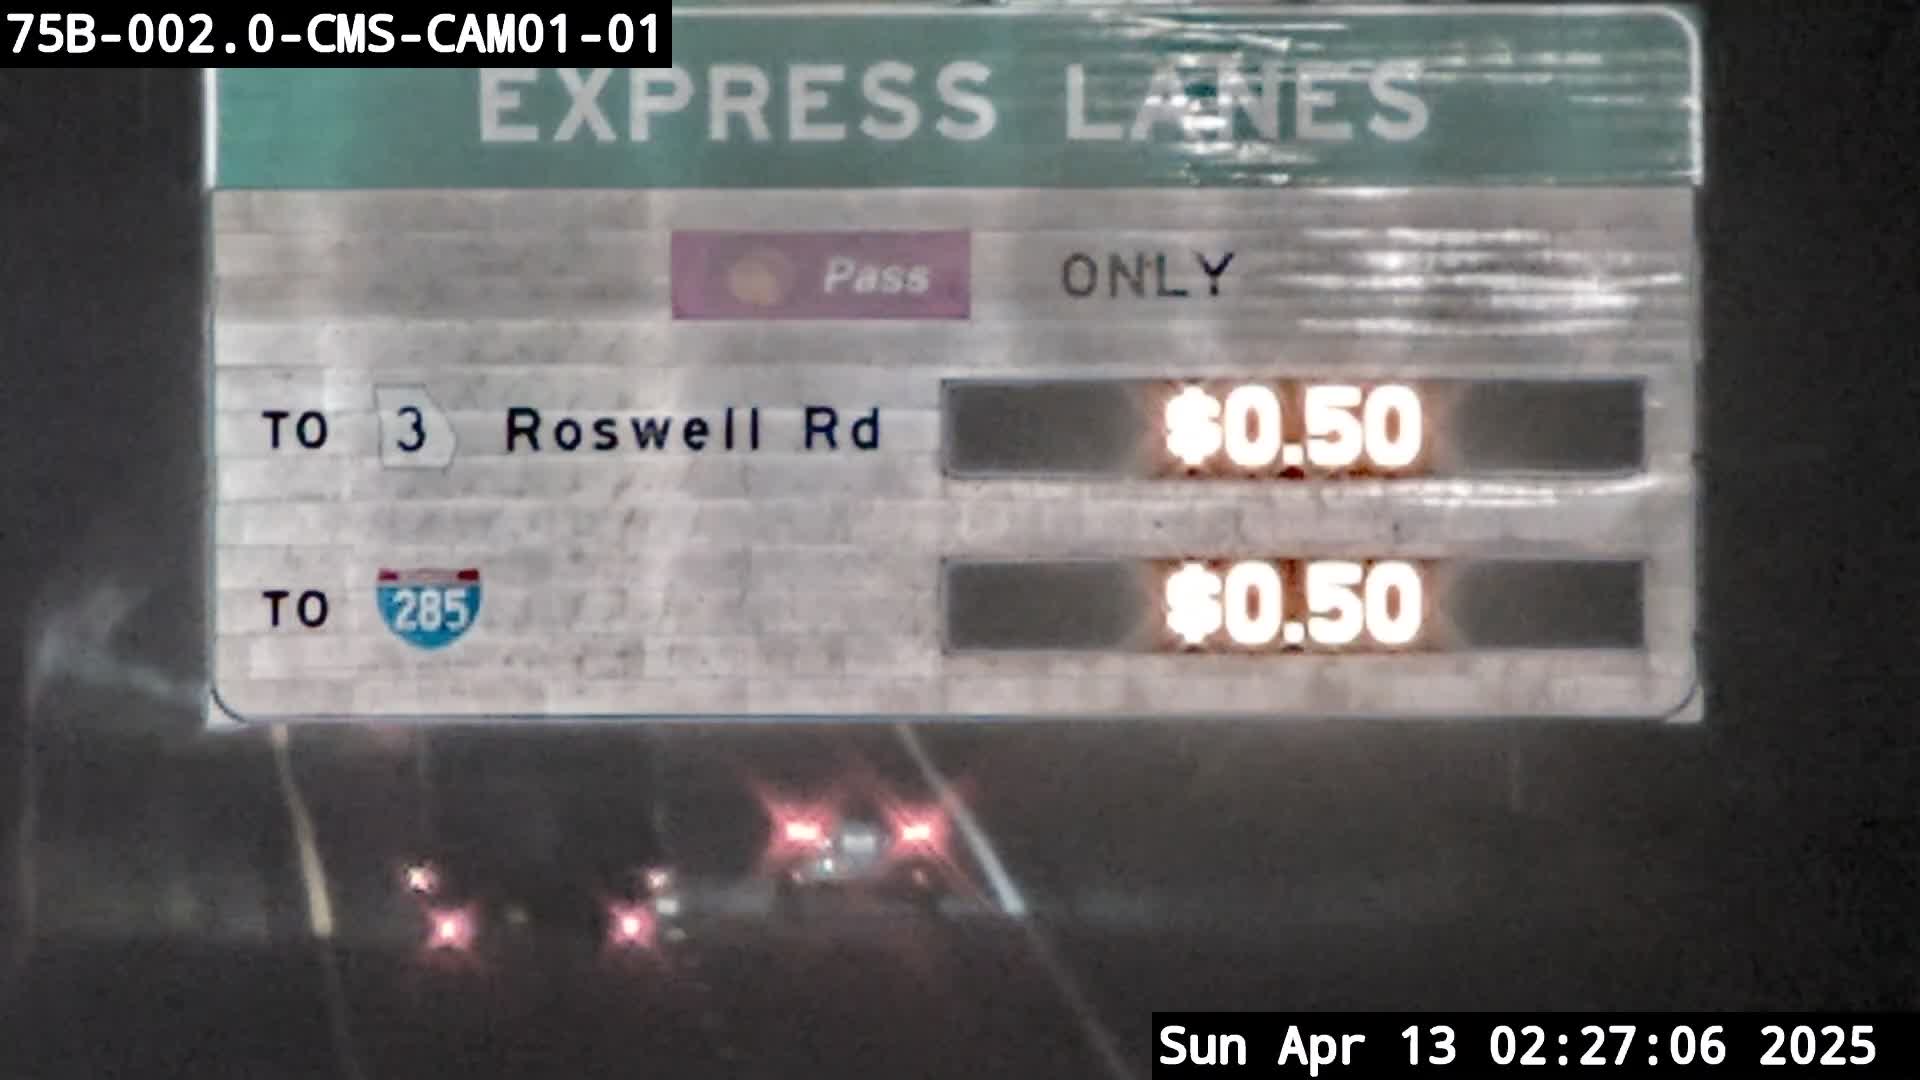 75B-002.0-CMS-CAM01-01
EXPRESS LANES
Pass ONLY
TO 3 Roswell Rd $0.50
TO 285 $0.50
Sun Apr 13 02:27:06 2025